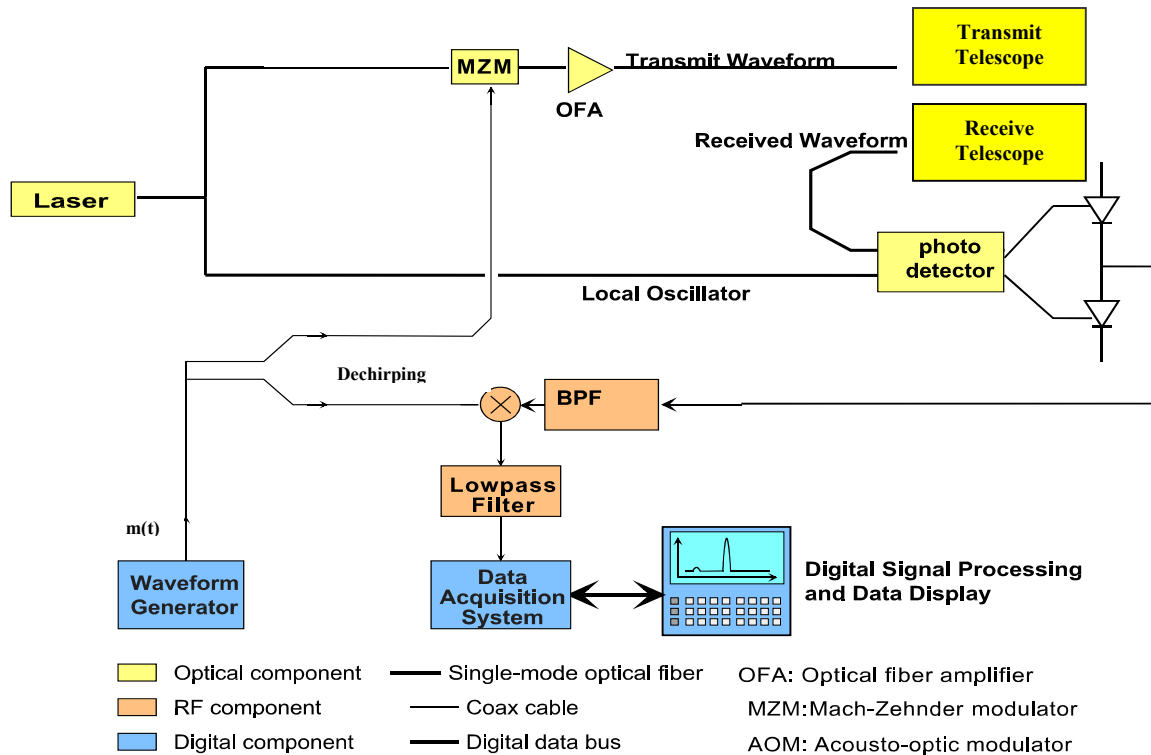 Transmit
Telescope
MZM
Transmit Waveform
OFA
Received Waveform
Receive
Telescope
Laser
photo
detector
Local Oscillator
Dechirping
BPF
Lowpass
Filter
m(t)
Waveform
Generator
Data
Acquisition
System
Digital Signal Processing
and Data Display
Optical component
Single-mode optical fiber
OFA: Optical fiber amplifier
RF component
Coax cable
MZM:Mach-Zehnder modulator
Digital component
Digital data bus
AOM: Acousto-optic modulator